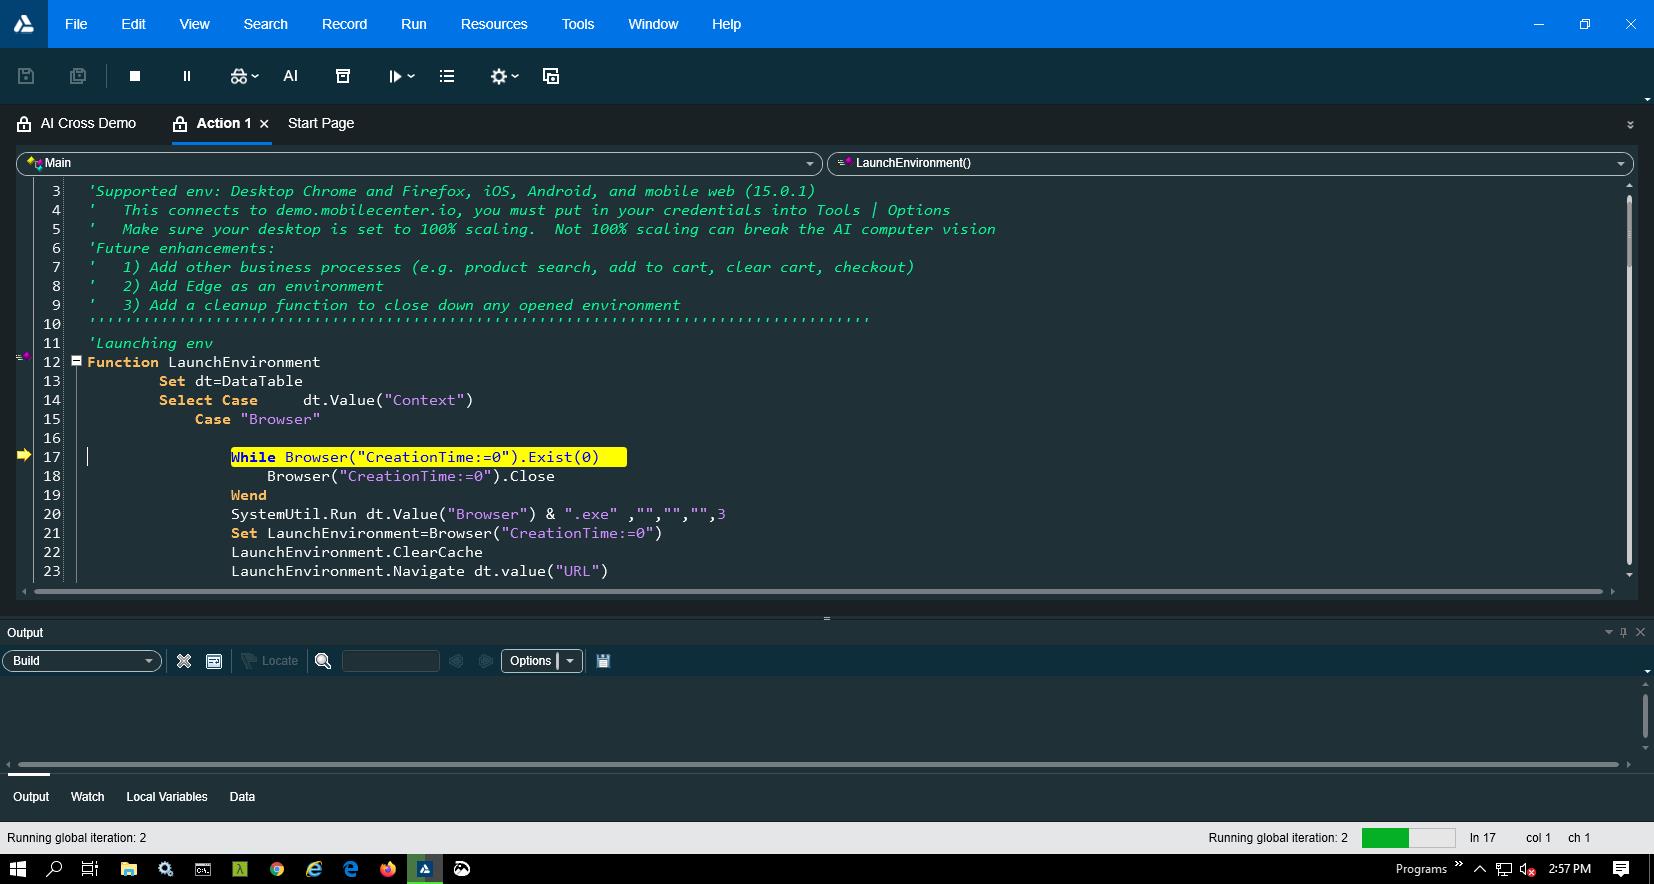 File Edit View Search Record Run Resources Tools Window Help
AI
AI Cross Demo Action 1 × Start Page
Main LaunchEnvironment()
3 'Supported env: Desktop Chrome and Firefox, iOS, Android, and mobile web (15.0.1)
4 '   This connects to demo.mobilecenter.io, you must put in your credentials into Tools | Options
5 '   Make sure your desktop is set to 100% scaling.  Not 100% scaling can break the AI computer vision
6 'Future enhancements:
7 '   1) Add other business processes (e.g. product search, add to cart, clear cart, checkout)
8 '   2) Add Edge as an environment
9 '   3) Add a cleanup function to close down any opened environment
10 '''''''''''''''''''''''''''''''''''''''''''''''''''''''''''''''''''''''''''''''''''''''
11 'Launching env
12 Function LaunchEnvironment
13 Set dt=DataTable
14 Select Case     dt.Value("Context")
15 Case "Browser"
16
17 While Browser("CreationTime:=0").Exist(0)
18 Browser("CreationTime:=0").Close
19 Wend
20 SystemUtil.Run dt.Value("Browser") & ".exe" ,"","","",3
21 Set LaunchEnvironment=Browser("CreationTime:=0")
22 LaunchEnvironment.ClearCache
23 LaunchEnvironment.Navigate dt.value("URL")
Output
Build Locate Options
Output Watch Local Variables Data
Running global iteration: 2 Running global iteration: 2 ln 17 col 1 ch 1
Programs » 2:57 PM